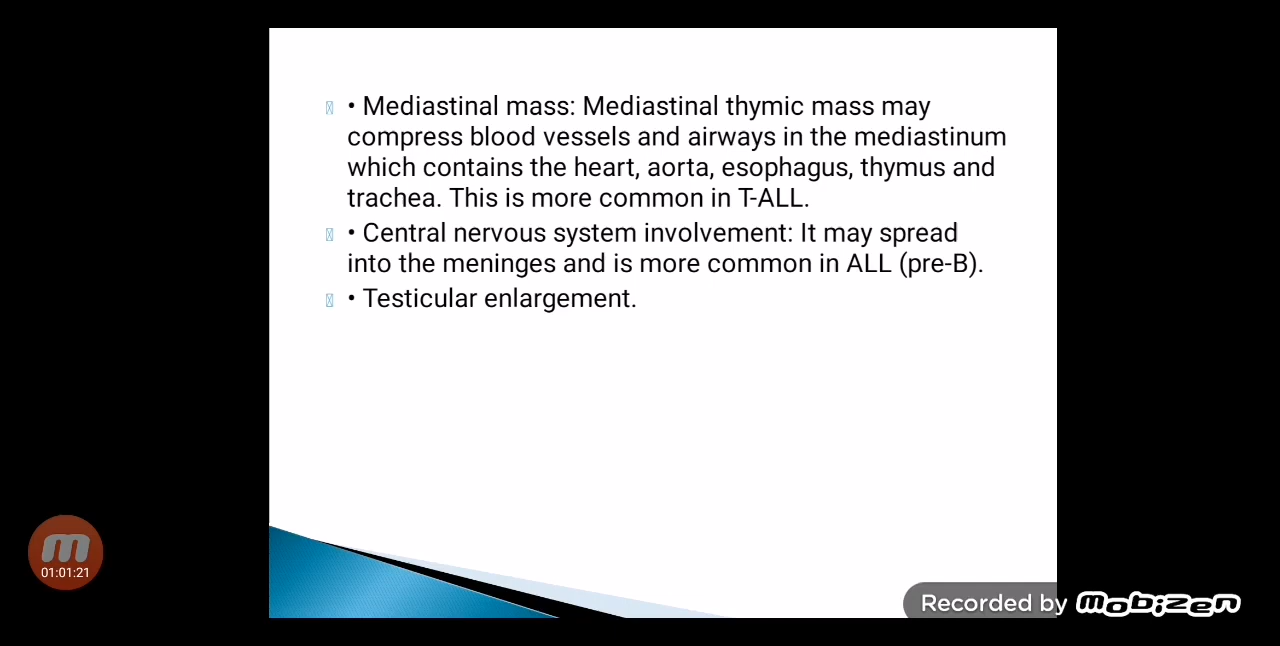 • Mediastinal mass: Mediastinal thymic mass may
compress blood vessels and airways in the mediastinum
which contains the heart, aorta, esophagus, thymus and
trachea. This is more common in T-ALL.
• Central nervous system involvement: It may spread
into the meninges and is more common in ALL (pre-B).
• Testicular enlargement.
01:01:21
Recorded by mobizen